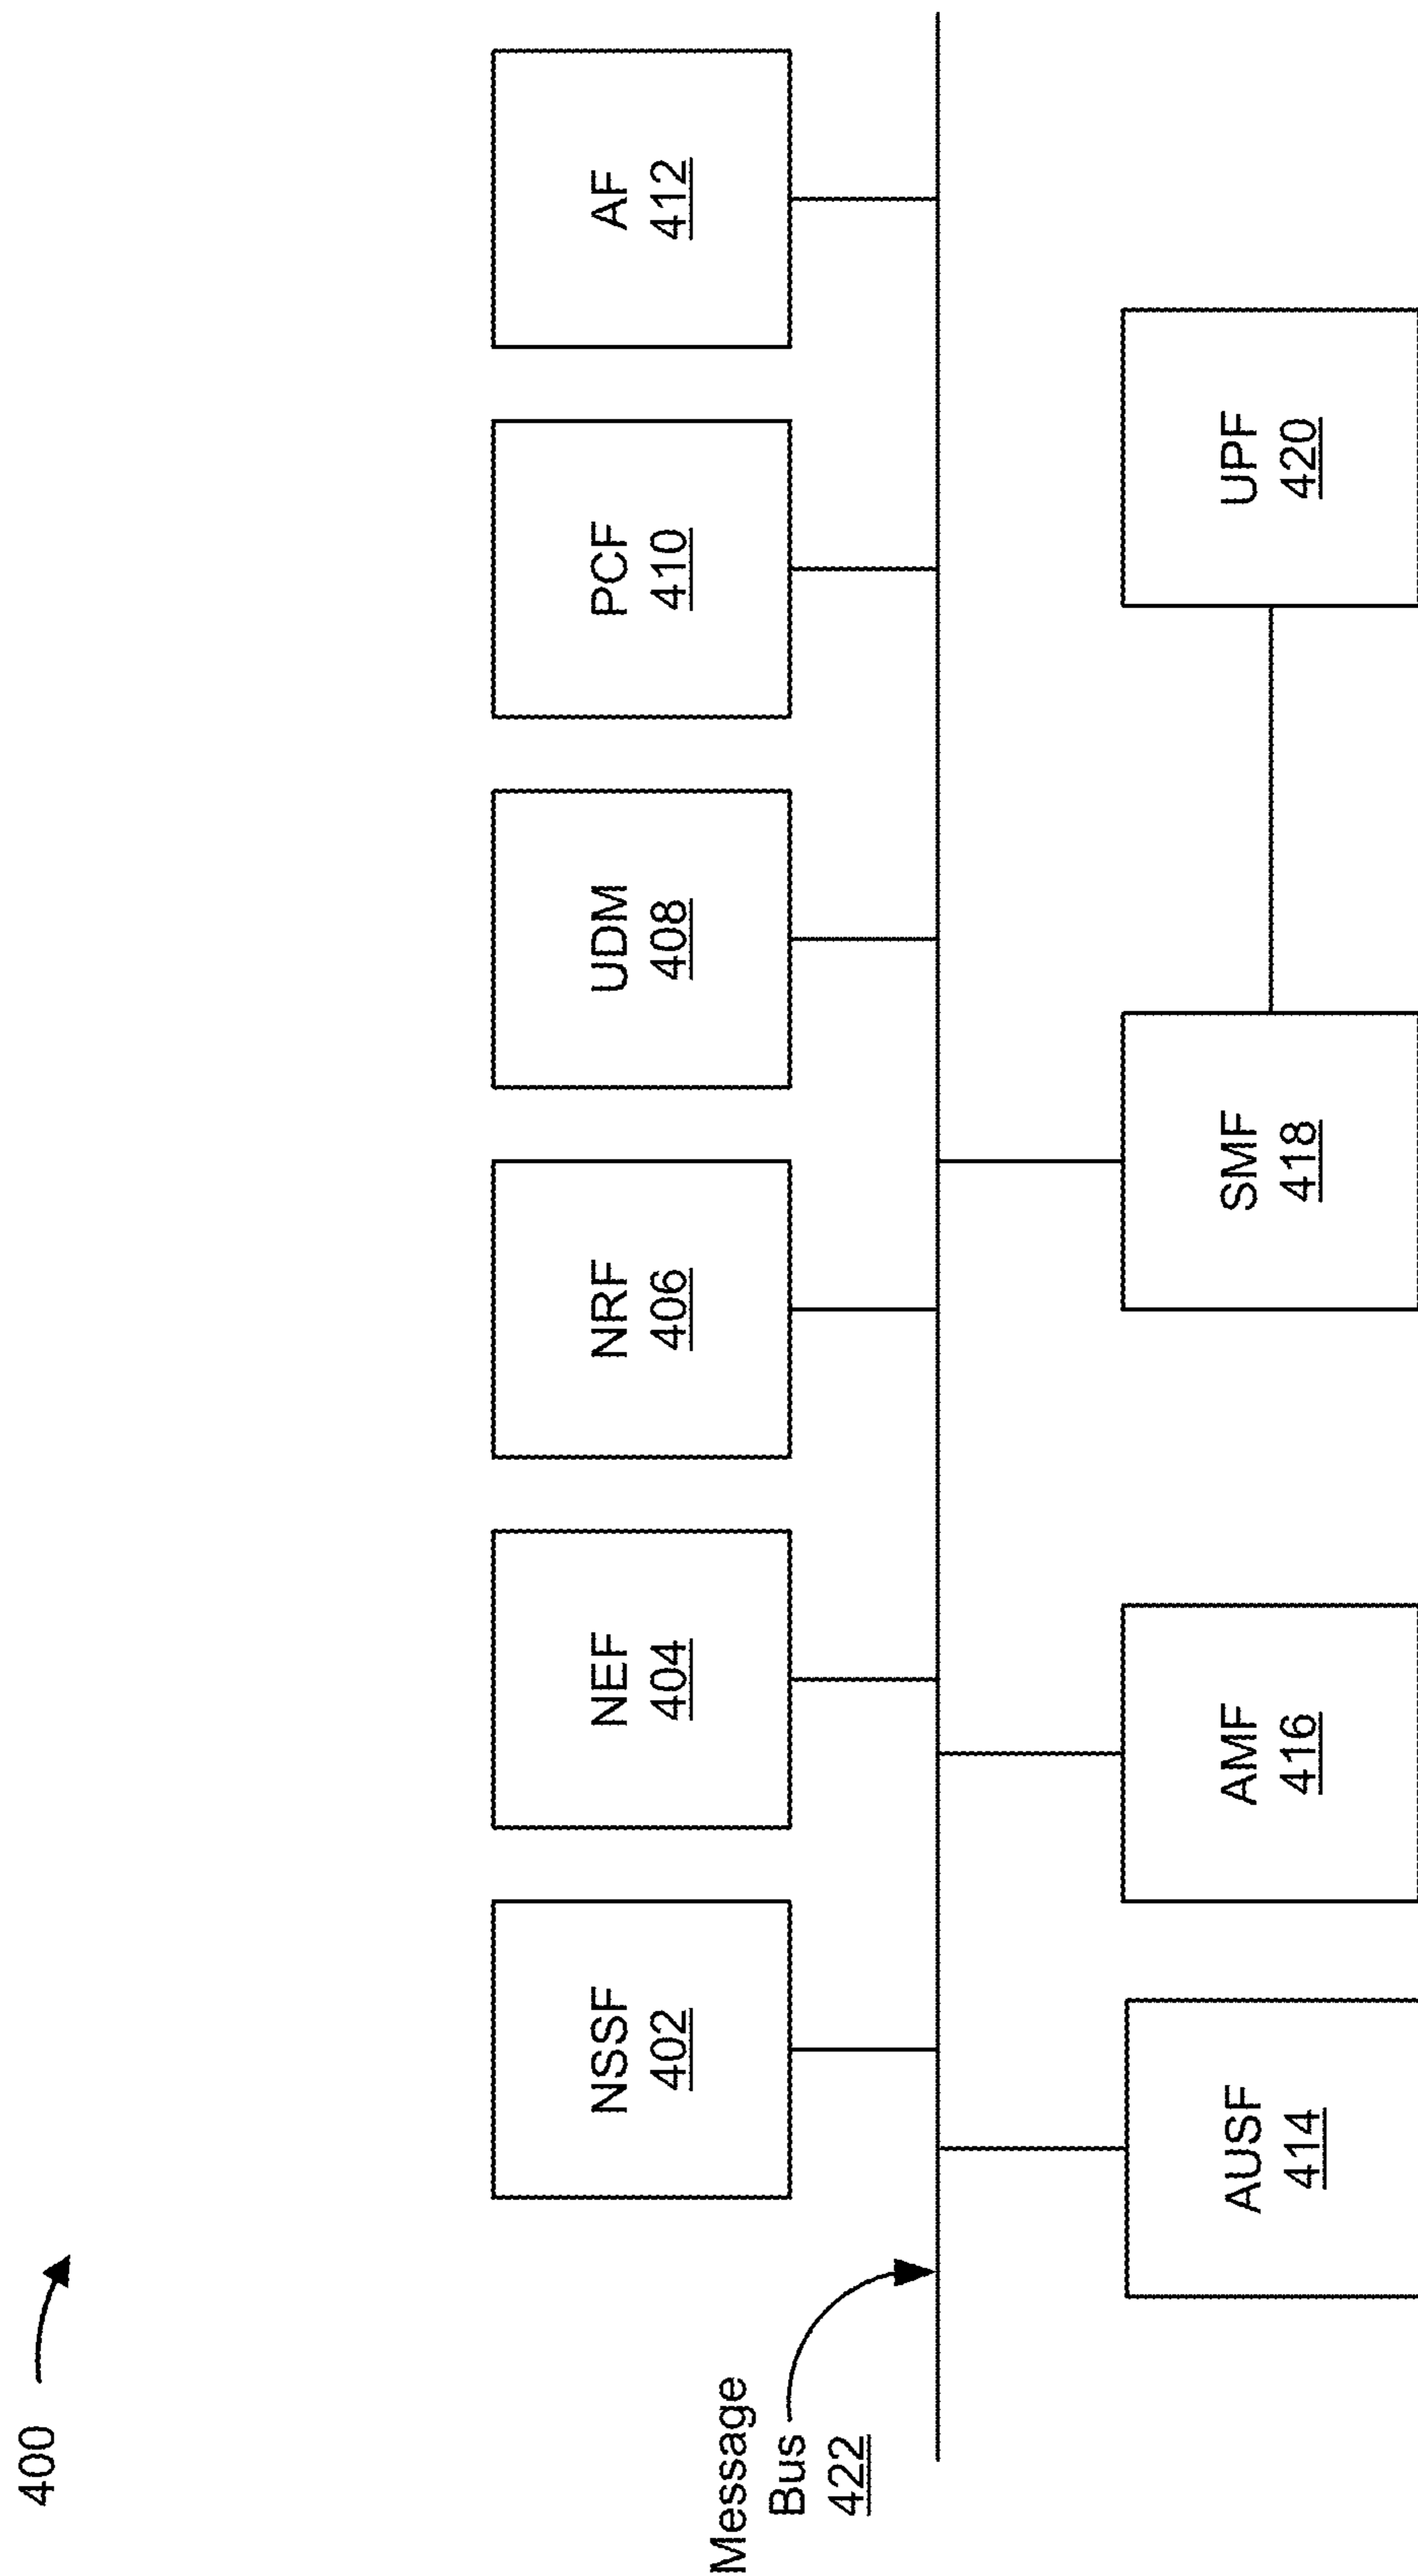 400
NSSF
402
NEF
404
NRF
406
UDM
408
PCF
410
AF
412
Message
Bus
422
AUSF
414
AMF
416
SMF
418
UPF
420